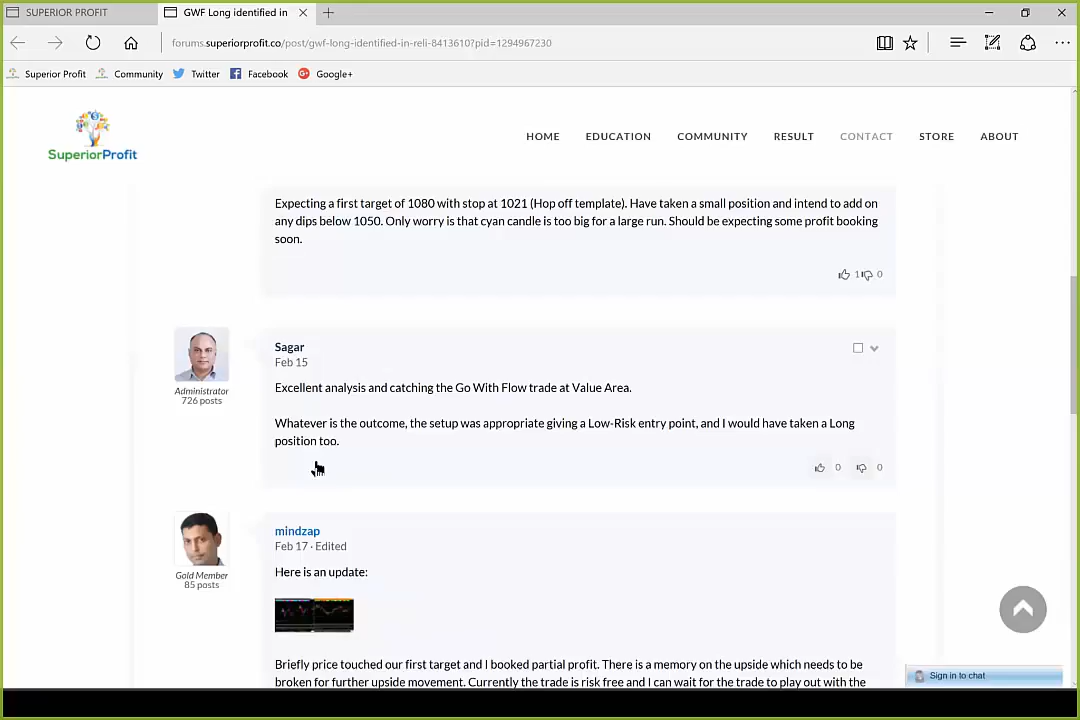 SUPERIOR PROFIT
GWF Long identified in
forums.superiorprofit.co/post/gwf-long-identified-in-reli-8413610?pid=1294967230
Superior Profit
Community
Twitter
Facebook
Google+
SuperiorProfit
HOME
EDUCATION
COMMUNITY
RESULT
CONTACT
STORE
ABOUT
Expecting a first target of 1080 with stop at 1021 (Hop off template). Have taken a small position and intend to add on
any dips below 1050. Only worry is that cyan candle is too big for a large run. Should be expecting some profit booking
soon.
1
0
Sagar
Feb 15
Administrator
726 posts
Excellent analysis and catching the Go With Flow trade at Value Area.
Whatever is the outcome, the setup was appropriate giving a Low-Risk entry point, and I would have taken a Long
position too.
0
0
mindzap
Feb 17 · Edited
Gold Member
85 posts
Here is an update:
Briefly price touched our first target and I booked partial profit. There is a memory on the upside which needs to be
broken for further upside movement. Currently the trade is risk free and I can wait for the trade to play out with the
Sign in to chat